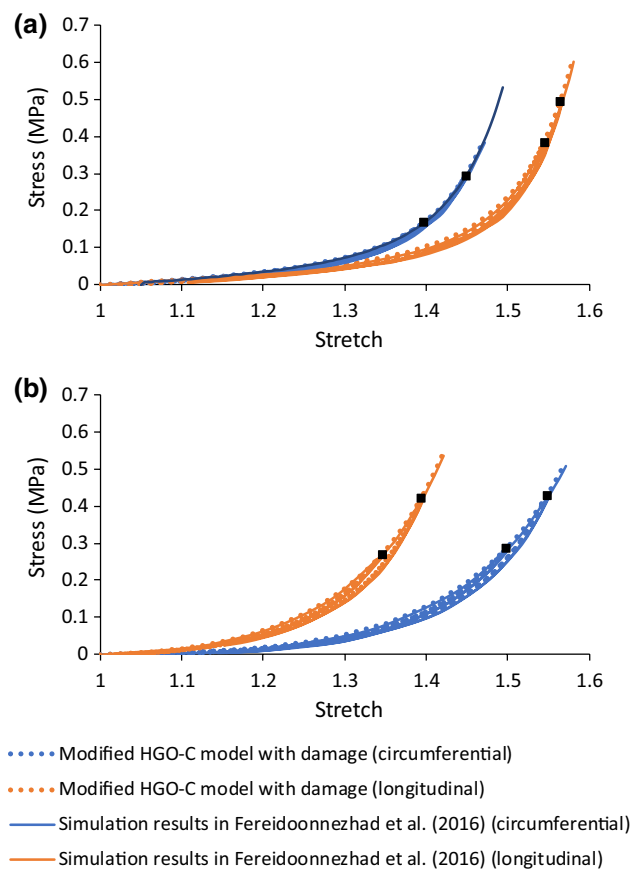 (a)
0.7
0.6
0.5
0.4
0.3
0.2
0.1
0
Stress (MPa)
1 1.1 1.2 1.3 1.4 1.5 1.6
Stretch
(b)
0.7
0.6
0.5
0.4
0.3
0.2
0.1
0
Stress (MPa)
1 1.1 1.2 1.3 1.4 1.5 1.6
Stretch
Modified HGO-C model with damage (circumferential)
Modified HGO-C model with damage (longitudinal)
Simulation results in Fereidoonnezhad et al. (2016) (circumferential)
Simulation results in Fereidoonnezhad et al. (2016) (longitudinal)